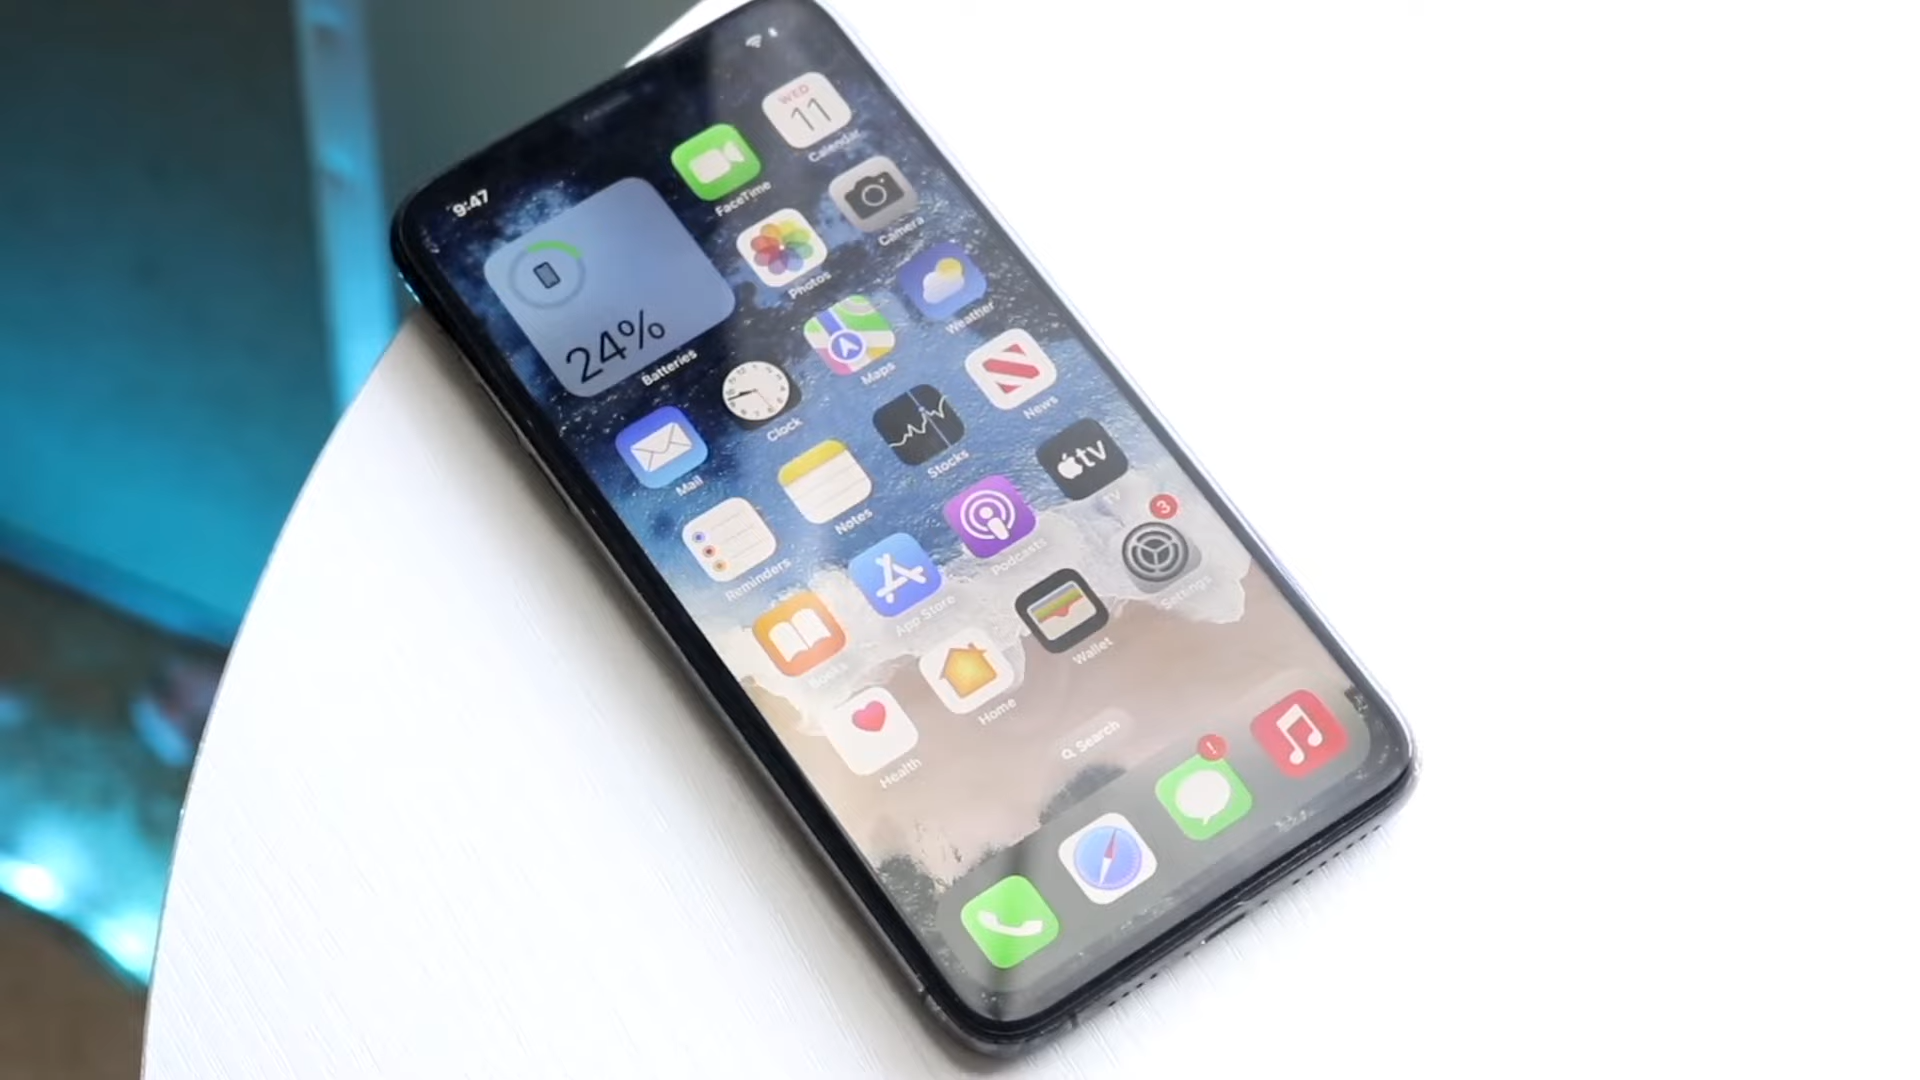 9:47
WED
11
Calendar
FaceTime
Camera
Photos
24%
Batteries
Weather
Maps
Clock
News
Mail
Stocks
tv
TV
Notes
Reminders
Podcasts
3
Settings
App Store
Books
Wallet
Home
Health
Search
!